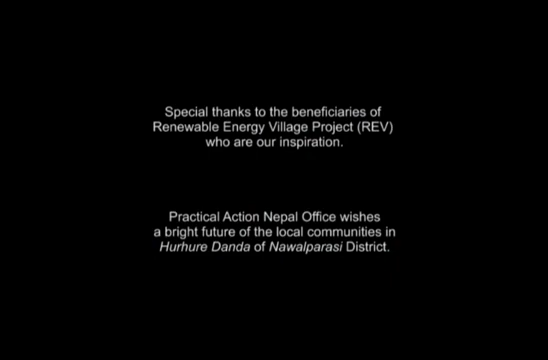 Special thanks to the beneficiaries of
Renewable Energy Village Project (REV)
who are our inspiration.
Practical Action Nepal Office wishes
a bright future of the local communities in
Hurhure Danda of Nawalparasi District.